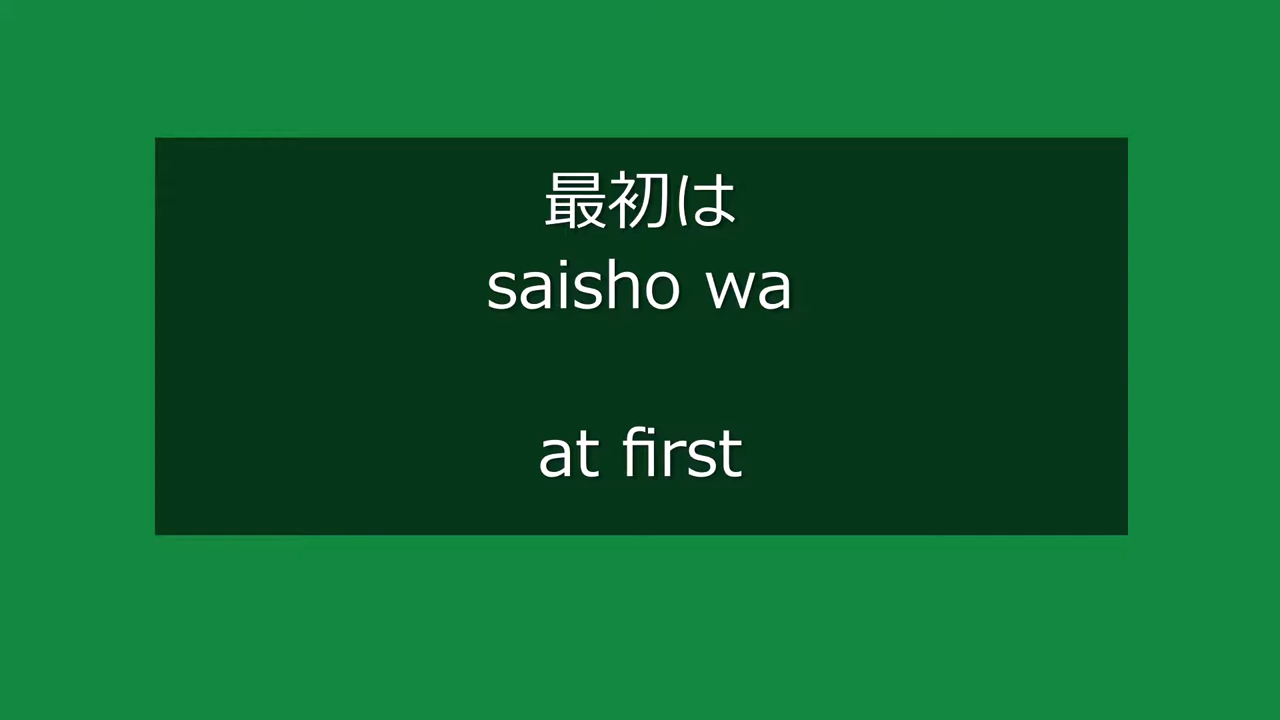 最初は
saisho wa
at first